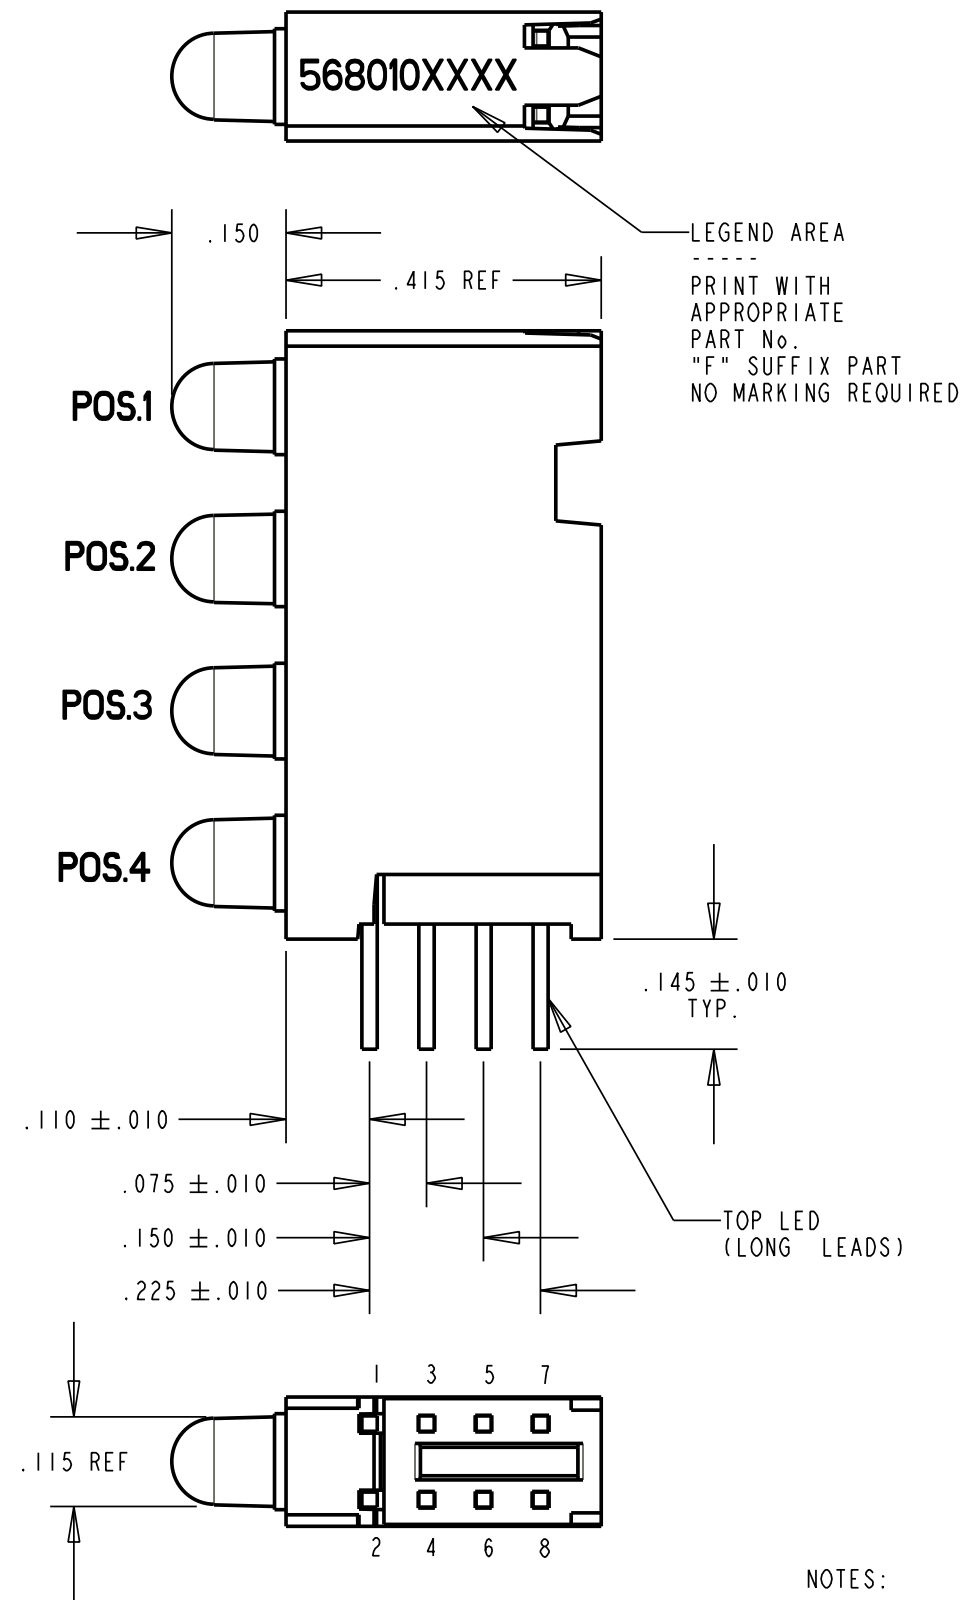 568010XXXX
.150
LEGEND AREA
-----
.415 REF
PRINT WITH
APPROPRIATE
PART No.
"F" SUFFIX PART
NO MARKING REQUIRED
POS.1
POS.2
POS.3
POS.4
.145 ±.010
TYP.
.110 ±.010
.075 ±.010
.150 ±.010
.225 ±.010
TOP LED
(LONG LEADS)
1 3 5 7
.115 REF
2 4 6 8
NOTES: